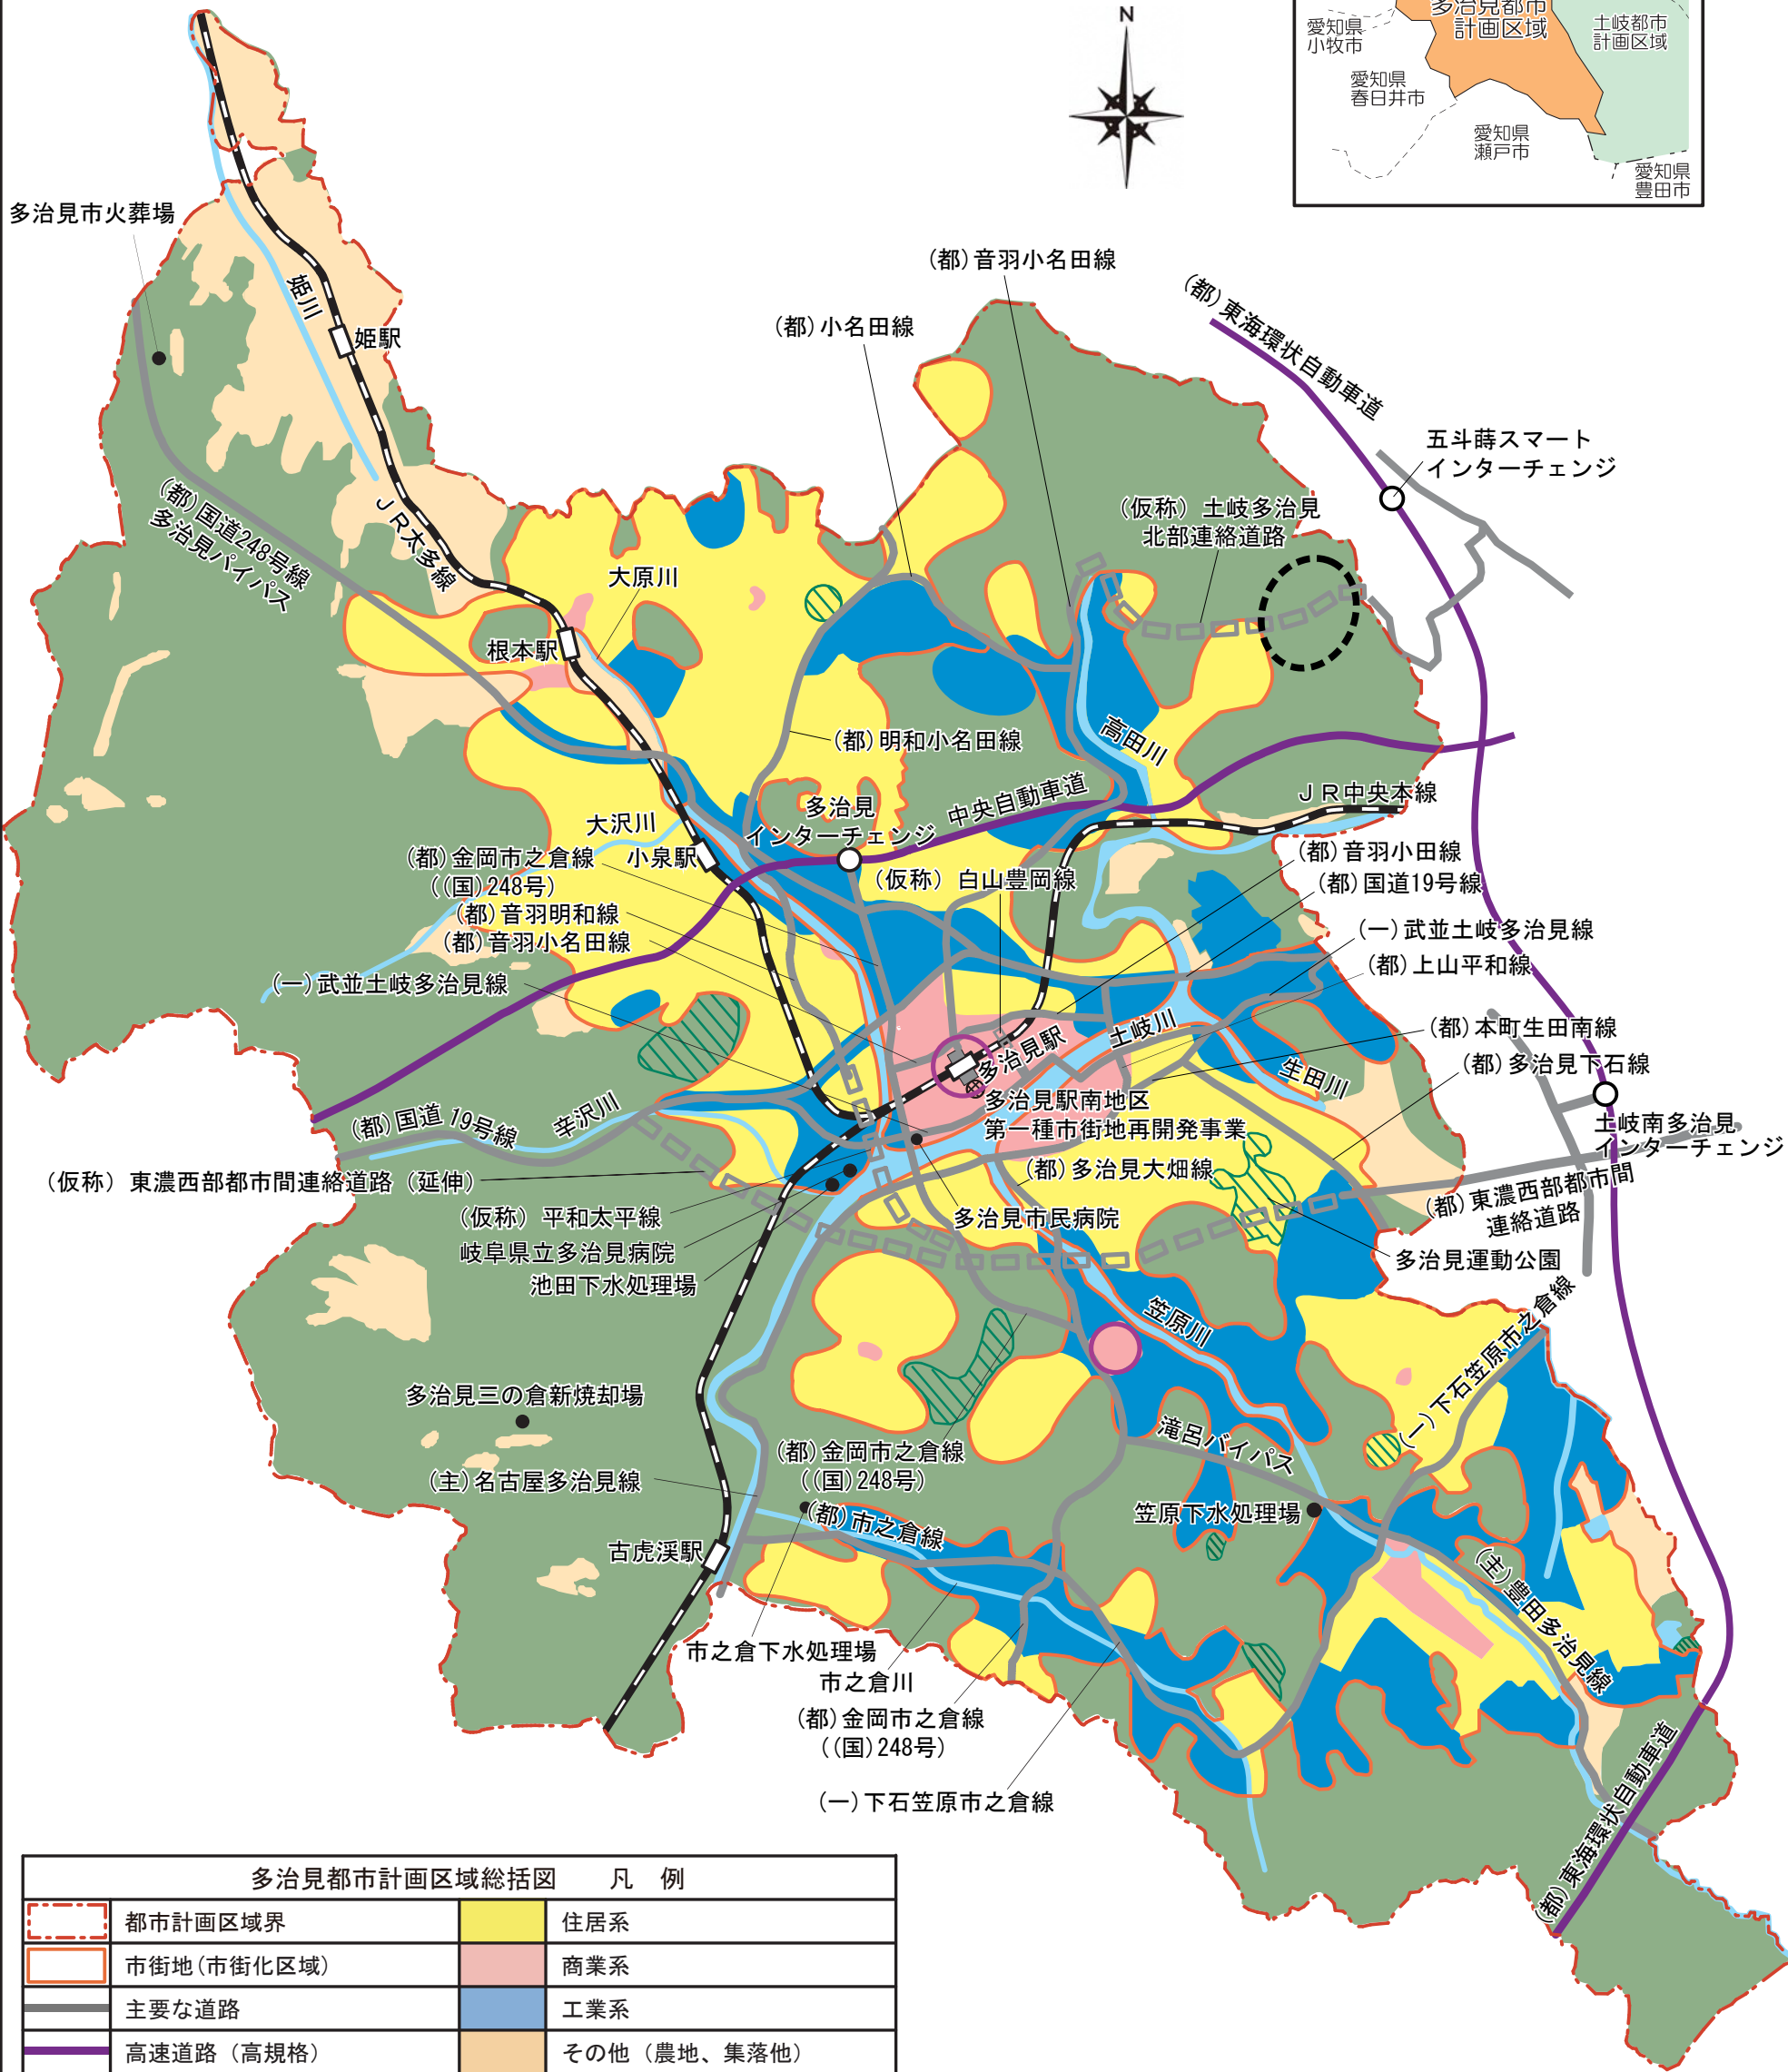 N
多治見都市
計画区域
土岐都市
計画区域
愛知県
小牧市
愛知県
春日井市
愛知県
瀬戸市
愛知県
豊田市
多治見市火葬場
(都)音羽小名田線
(都)小名田線
(都)東海環状自動車道
姫川
姫駅
五斗蒔スマート
インターチェンジ
(都)国道248号線
多治見バイパス
JR太多線
(仮称) 土岐多治見
北部連絡道路
大原川
根本駅
(都)明和小名田線
高田川
中央自動車道
JR中央本線
多治見
インターチェンジ
大沢川
小泉駅
(都)金岡市之倉線
((国)248号)
(仮称) 白山豊岡線
(都)音羽小田線
(都)国道19号線
(都)音羽明和線
(都)音羽小名田線
(一)武並土岐多治見線
(都)上山平和線
(一)武並土岐多治見線
土岐川
多治見駅
(都)本町生田南線
(都)多治見下石線
生田川
多治見駅南地区
第一種市街地再開発事業
土岐南多治見
インターチェンジ
(都)国道 19号線
辛沢川
(都)多治見大畑線
(仮称) 東濃西部都市間連絡道路 (延伸)
(都)東濃西部都市間
連絡道路
(仮称) 平和太平線
多治見市民病院
岐阜県立多治見病院
池田下水処理場
多治見運動公園
笠原川
(一)下石笠原市之倉線
多治見三の倉新焼却場
(都)金岡市之倉線
((国)248号)
滝呂バイパス
(主)名古屋多治見線
(都)市之倉線
笠原下水処理場
古虎渓駅
(主)豊田多治見線
市之倉下水処理場
市之倉川
(都)金岡市之倉線
((国)248号)
(一)下石笠原市之倉線
(都)東海環状自動車道
多治見都市計画区域総括図 凡 例
都市計画区域界 住居系
市街地(市街化区域) 商業系
主要な道路 工業系
高速道路 (高規格) その他 (農地、集落他)